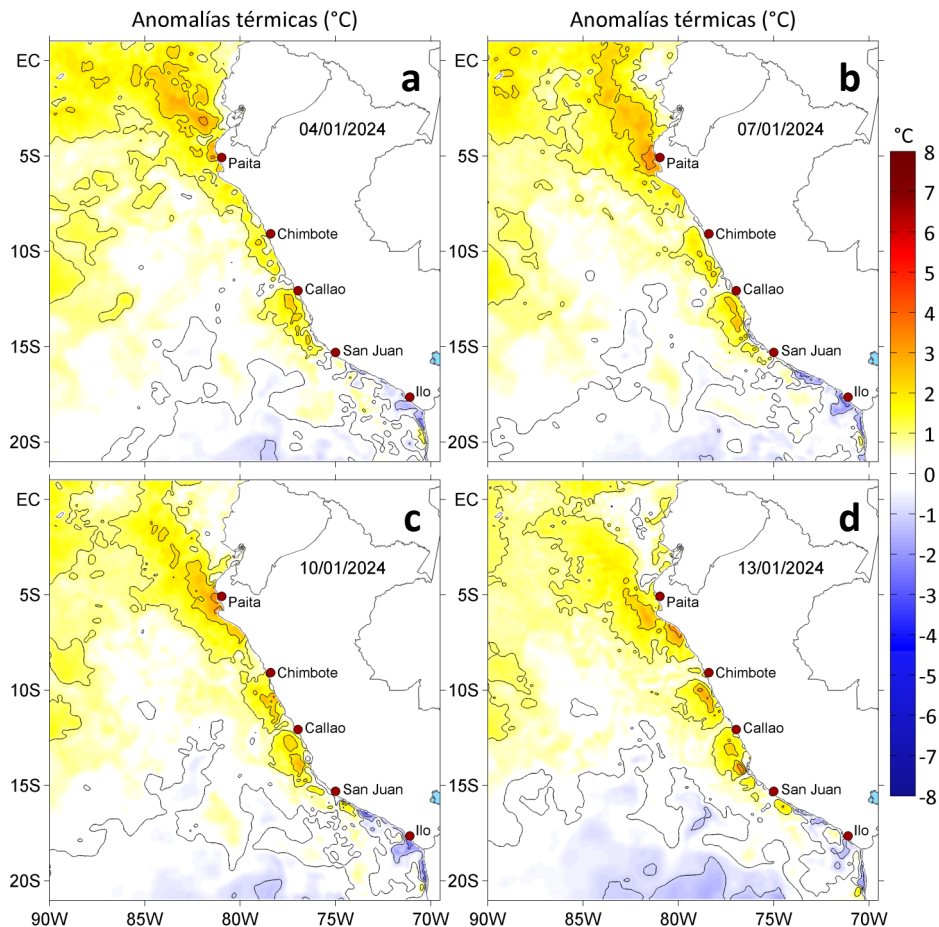 Anomalías térmicas (°C) Anomalías térmicas (°C)
EC a EC b
04/01/2024 07/01/2024
°C
5S Paita 5S Paita
8
7
6
5
4
3
2
1
0
-1
-2
-3
-4
-5
-6
-7
-8
10S Chimbote 10S Chimbote
Callao Callao
15S San Juan 15S San Juan
Ilo Ilo
20S 20S
EC c EC d
10/01/2024 13/01/2024
5S Paita 5S Paita
10S Chimbote 10S Chimbote
Callao Callao
15S San Juan 15S San Juan
Ilo Ilo
20S 20S
90W 85W 80W 75W 70W 90W 85W 80W 75W 70W